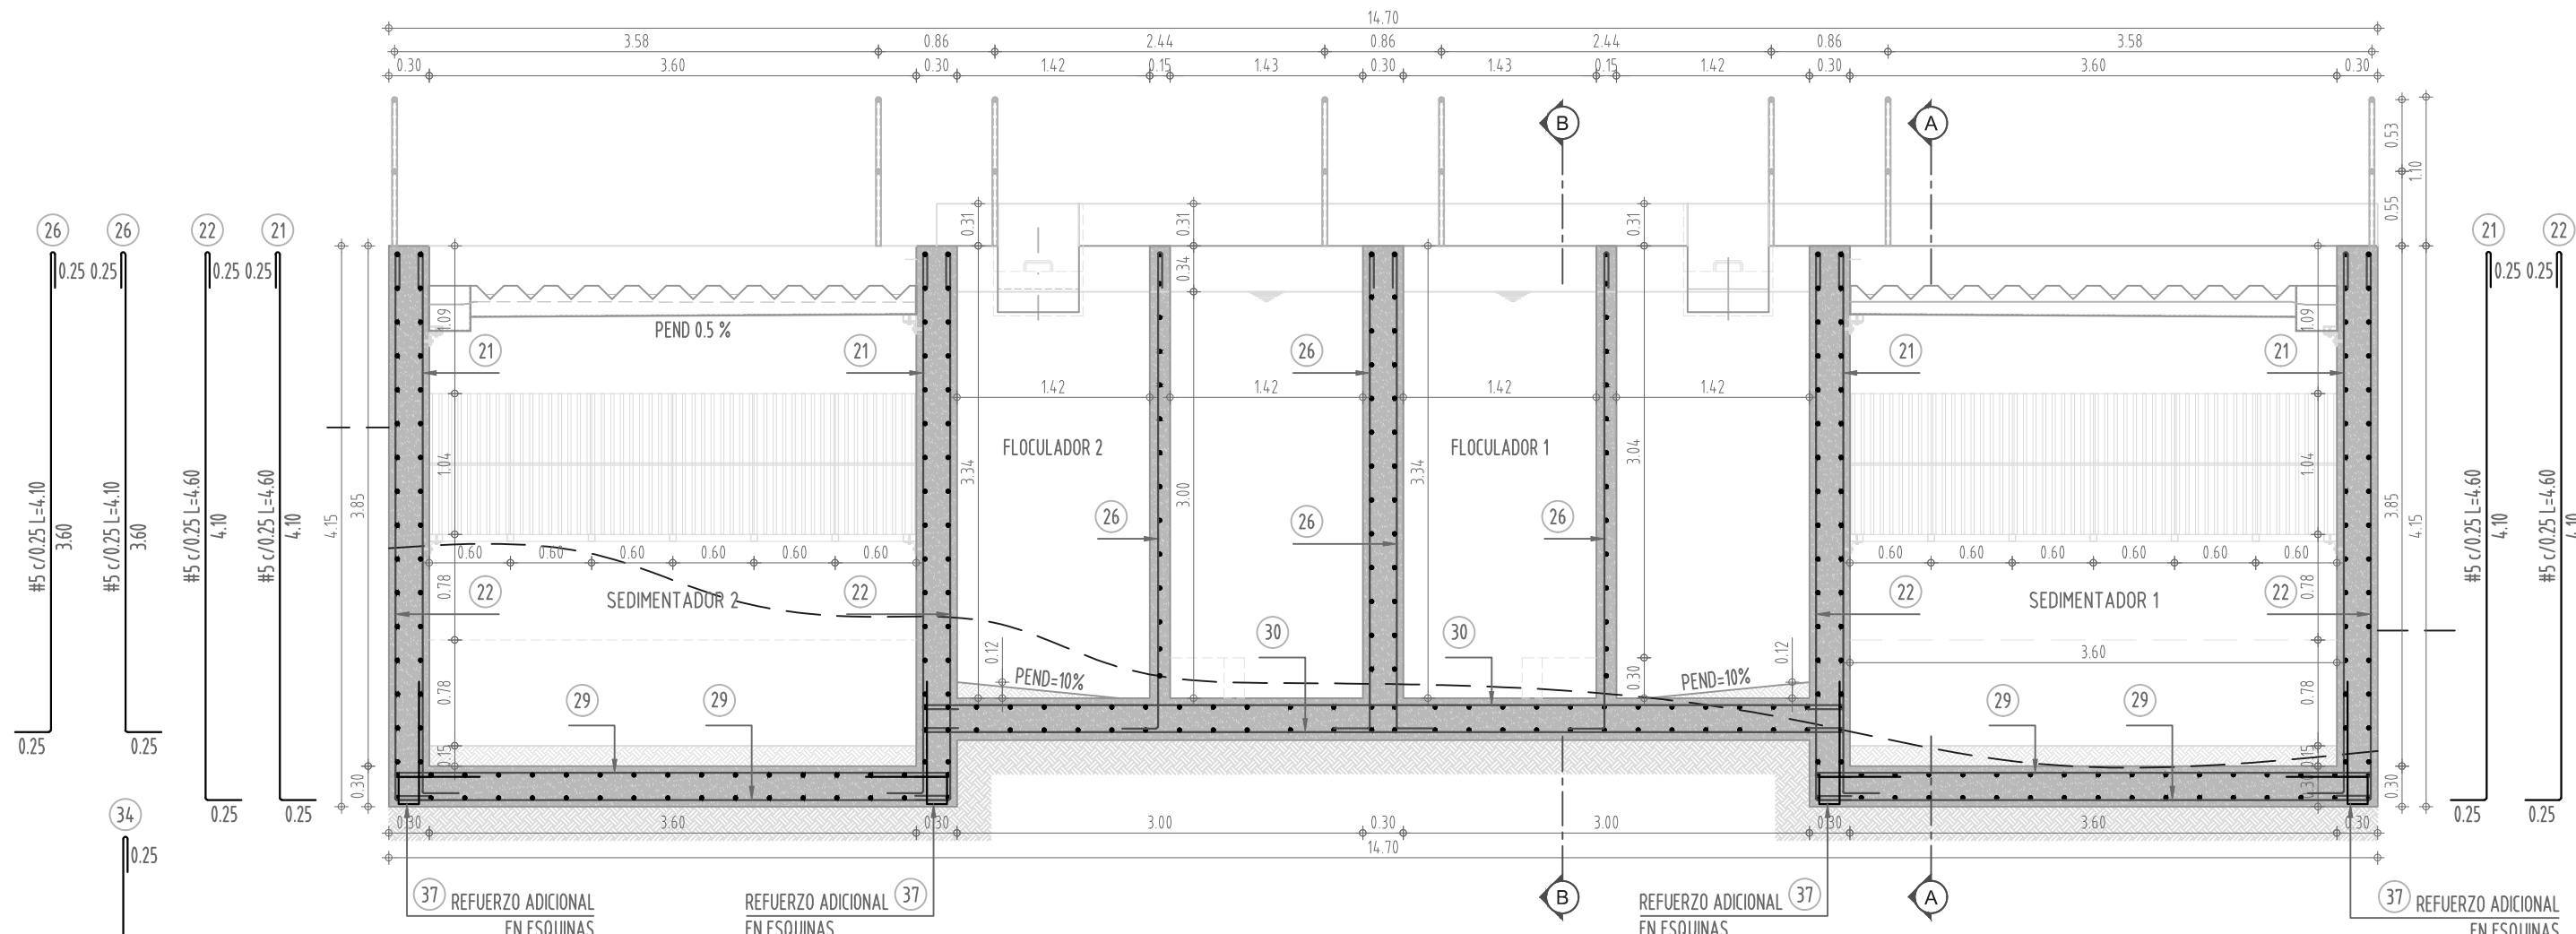 14.70
3.58 0.86 2.44 0.86 2.44 0.86 3.58
0.30 3.60 0.30 1.42 0.15 1.43 0.30 1.43 0.15 1.42 0.30 3.60 0.30
B A
0.53
1.10
0.55
0.31 0.31 0.31
26 26 22 21 21 22
0.25 0.25 0.25 0.25 0.25 0.25
0.34
1.09 1.09
PEND 0.5 %
21 21 26 21 21
1.42 1.42 1.42 1.42
FLOCULADOR 2 FLOCULADOR 1
1.04 3.34 3.00 3.34 3.04 1.04
#5 c/0.25 L=4.10
3.60
#5 c/0.25 L=4.10
3.60
#5 c/0.25 L=4.60
4.10
#5 c/0.25 L=4.60
4.10
4.15
3.85
3.85
4.15
#5 c/0.25 L=4.60
4.10
#5 c/0.25 L=4.60
4.10
26 26 26
0.60 0.60 0.60 0.60 0.60 0.60 0.60 0.60 0.60 0.60 0.60 0.60
0.78 0.78
22 22 22 22
SEDIMENTADOR 2 SEDIMENTADOR 1
30 30
0.12 0.30 0.12
3.60
PEND=10% PEND=10%
0.78 0.78
29 29 29 29
0.25 0.25
0.15 0.15
0.30 0.30 0.30
0.25 0.25 0.25 0.25
34
0.25
0.30 3.60 0.30 3.00 0.30 3.00 0.30 3.60 0.30
14.70
37 REFUERZO ADICIONAL
EN ESQUINAS
REFUERZO ADICIONAL 37
EN ESQUINAS
B
REFUERZO ADICIONAL 37
EN ESQUINAS
A
37 REFUERZO ADICIONAL
EN ESQUINAS